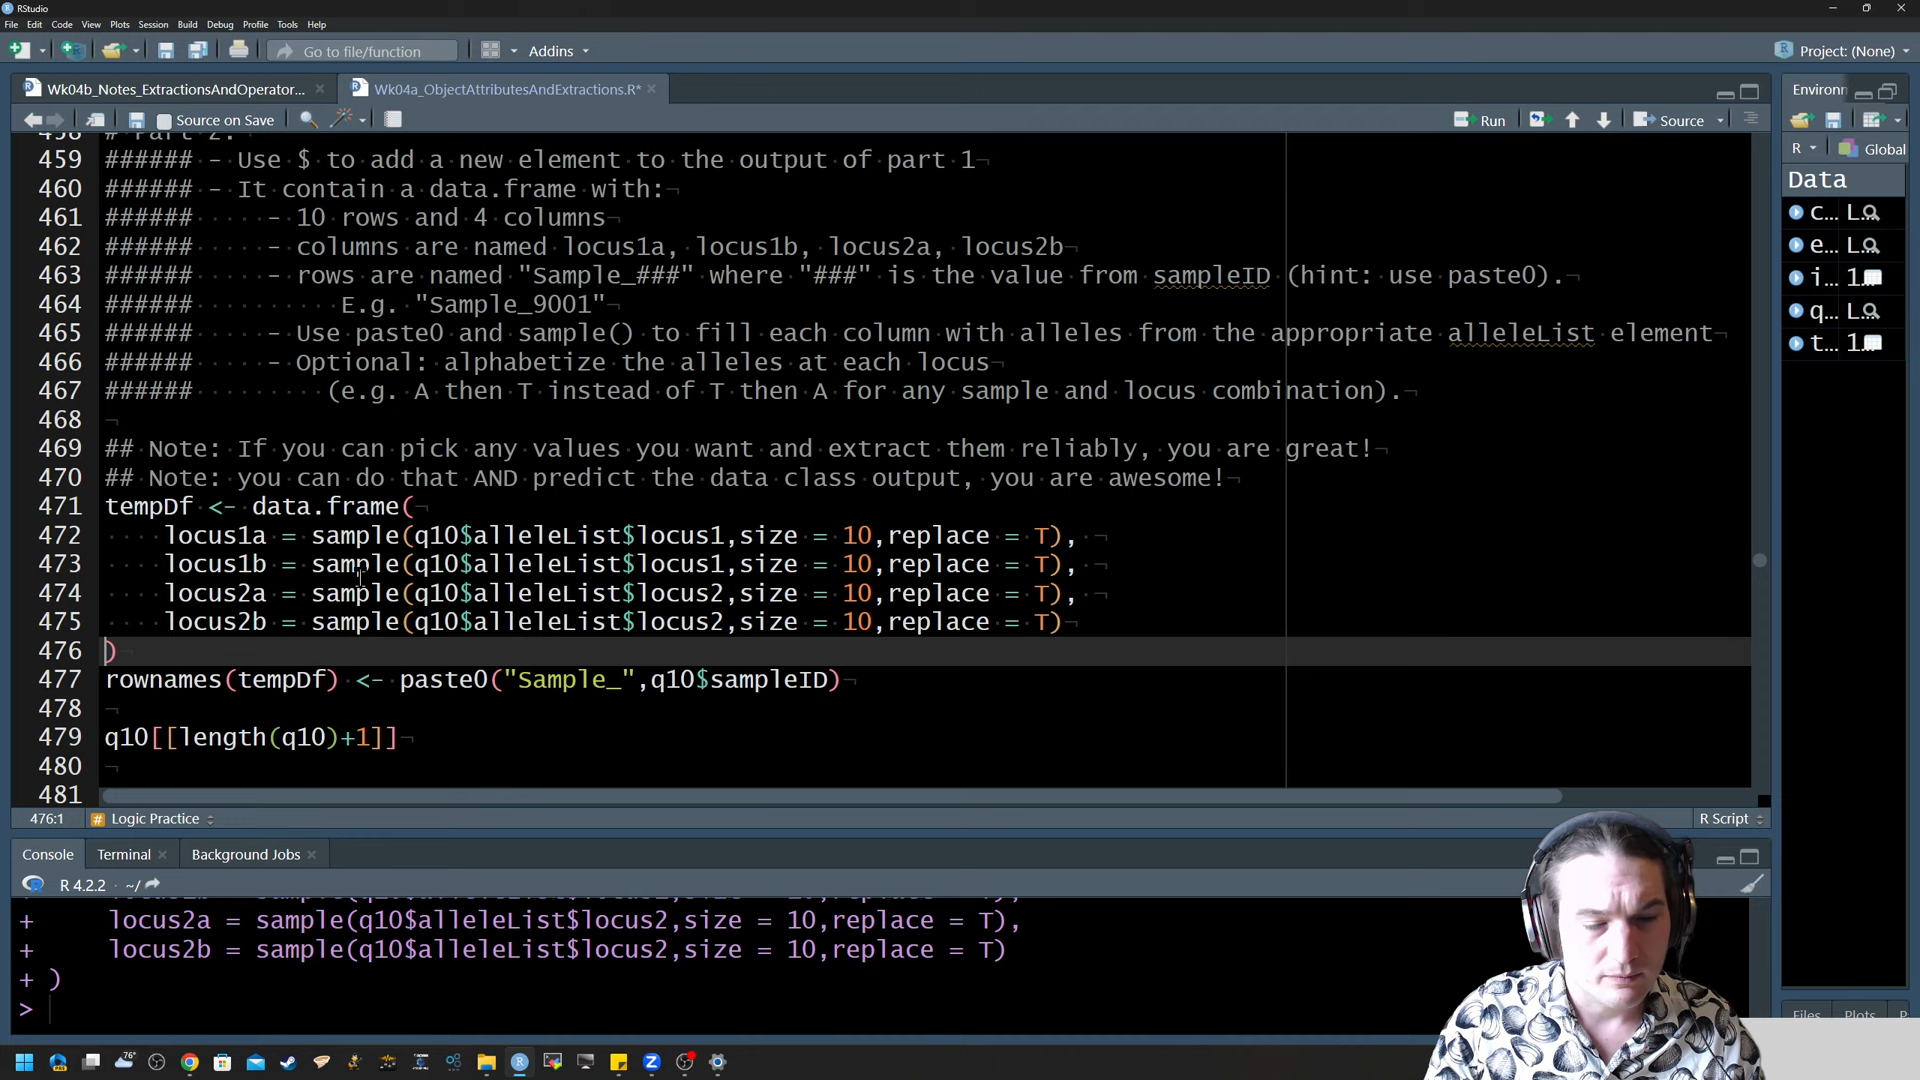 RStudio
File Edit Code View Plots Session Build Debug Profile Tools Help
Go to file/function Addins Project: (None)
Wk04b_Notes_ExtractionsAndOperator... Wk04a_ObjectAttributesAndExtractions.R* Environ
Source on Save Run Source
R Global
Data
c... L...
e... L...
i... 1...
q... L...
t... 1...
458 # Part 2:
459 ###### - Use $ to add a new element to the output of part 1
460 ###### - It contain a data.frame with:
461 ###### - 10 rows and 4 columns
462 ###### - columns are named locus1a, locus1b, locus2a, locus2b
463 ###### - rows are named "Sample_###" where "###" is the value from sampleID (hint: use paste0).
464 ###### E.g. "Sample_9001"
465 ###### - Use paste0 and sample() to fill each column with alleles from the appropriate alleleList element
466 ###### - Optional: alphabetize the alleles at each locus
467 ###### (e.g. A then T instead of T then A for any sample and locus combination).
468
469 ## Note: If you can pick any values you want and extract them reliably, you are great!
470 ## Note: you can do that AND predict the data class output, you are awesome!
471 tempDf <- data.frame(
472 locus1a = sample(q10$alleleList$locus1,size = 10,replace = T),
473 locus1b = sample(q10$alleleList$locus1,size = 10,replace = T),
474 locus2a = sample(q10$alleleList$locus2,size = 10,replace = T),
475 locus2b = sample(q10$alleleList$locus2,size = 10,replace = T)
476 )
477 rownames(tempDf) <- paste0("Sample_",q10$sampleID)
478
479 q10[[length(q10)+1]]
480
481
476:1 # Logic Practice R Script
Console Terminal Background Jobs
R 4.2.2 · ~/
+ locus2a = sample(q10$alleleList$locus2,size = 10,replace = T),
+ locus2b = sample(q10$alleleList$locus2,size = 10,replace = T)
+ )
>
Files Plots P
76°